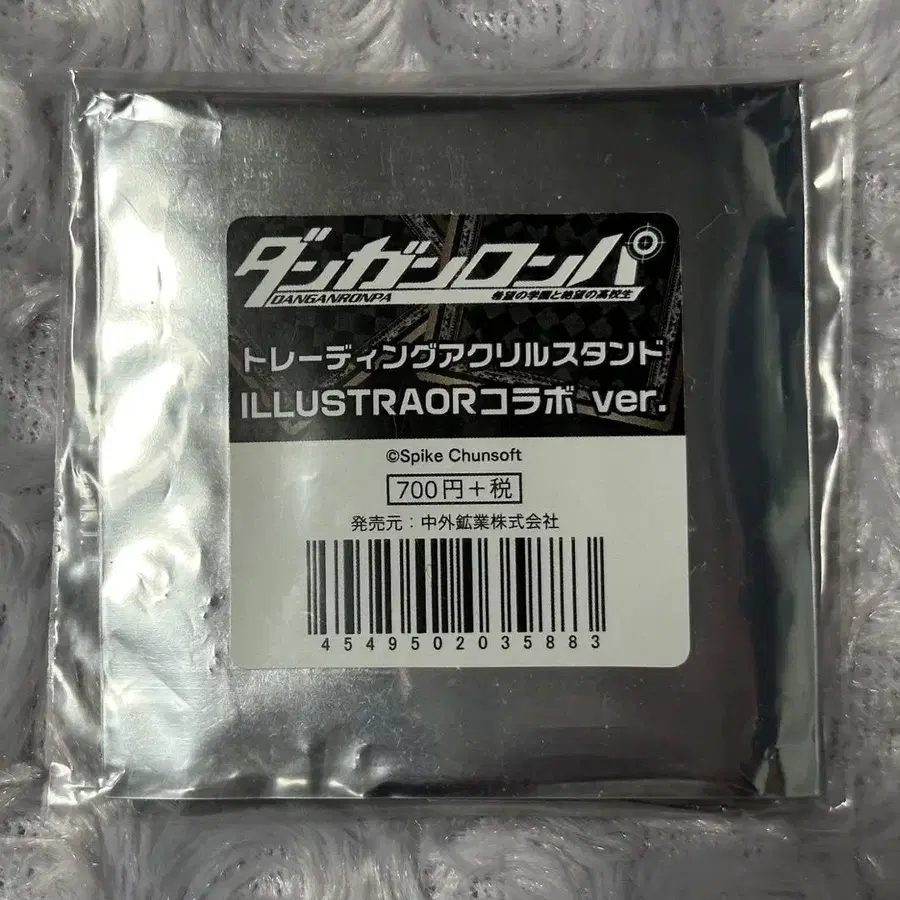 ダンガンロンパ
DANGANRONPA 希望の学園と絶望の高校生
トレーディングアクリルスタンド
ILLUSTRAORコラボ ver.
©Spike Chunsoft
700円+税
発売元:中外鉱業株式会社
4549502035883